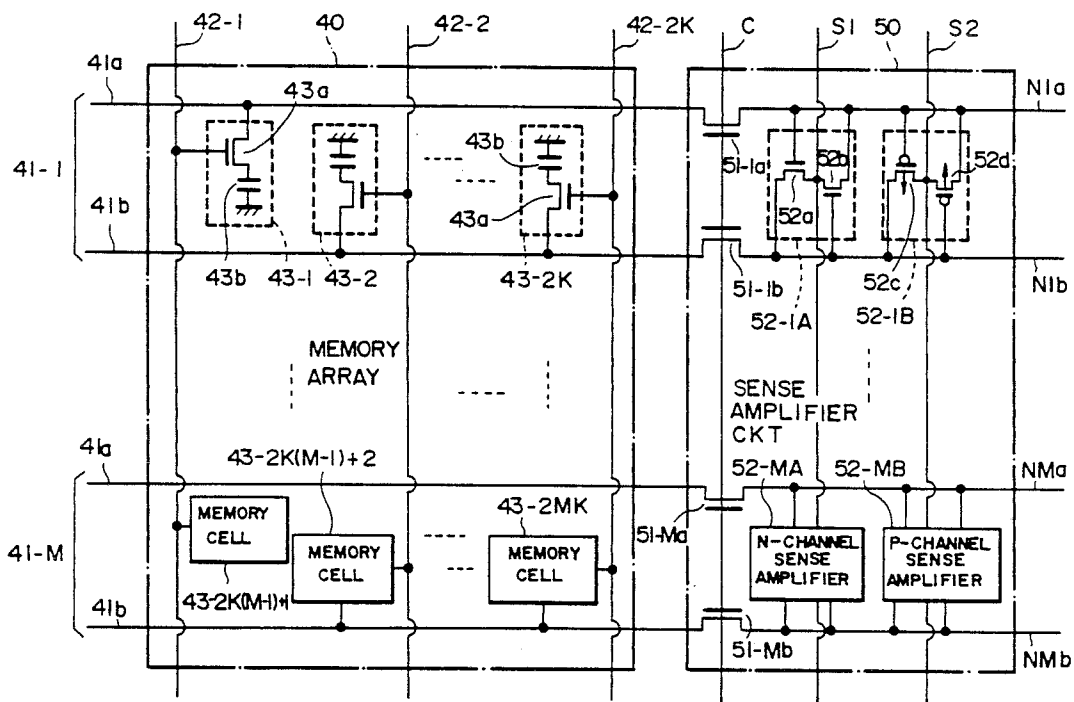 42-1
40
42-2
42-2K
C
S1
50
S2
41a
43a
43b
43a
51-1a
52b
52a
52d
52c
N1a
41-1
41b
43b
43-1
43-2
43-2K
51-1b
52-1A
52-1B
N1b
MEMORY
ARRAY
SENSE
AMPLIFIER
CKT
41a
43-2K(M-1)+2
43-2MK
52-MA
52-MB
NMa
41-M
MEMORY
CELL
MEMORY
CELL
MEMORY
CELL
51-Ma
N-CHANNEL
SENSE
AMPLIFIER
P-CHANNEL
SENSE
AMPLIFIER
43-2K(M-1)+1
41b
51-Mb
NMb